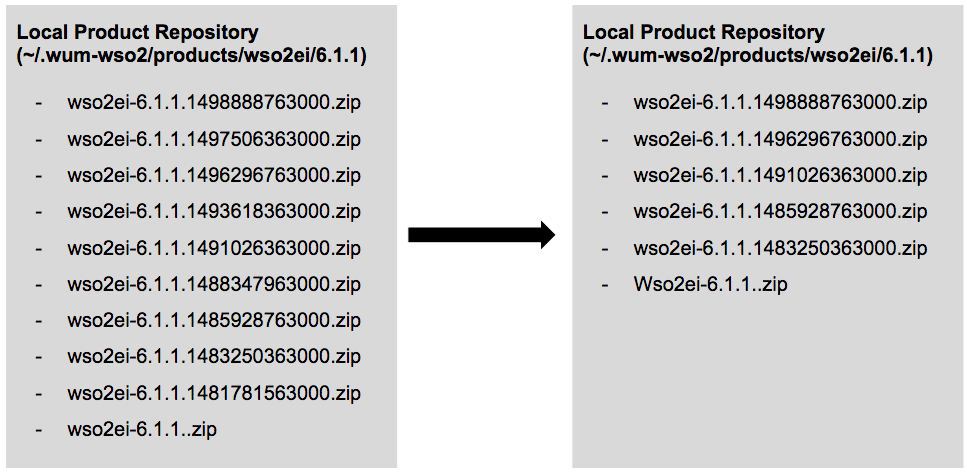 Local Product Repository
(~/.wum-wso2/products/wso2ei/6.1.1)
- wso2ei-6.1.1.1498888763000.zip
- wso2ei-6.1.1.1497506363000.zip
- wso2ei-6.1.1.1496296763000.zip
- wso2ei-6.1.1.1493618363000.zip
- wso2ei-6.1.1.1491026363000.zip
- wso2ei-6.1.1.1488347963000.zip
- wso2ei-6.1.1.1485928763000.zip
- wso2ei-6.1.1.1483250363000.zip
- wso2ei-6.1.1.1481781563000.zip
- wso2ei-6.1.1..zip
Local Product Repository
(~/.wum-wso2/products/wso2ei/6.1.1)
- wso2ei-6.1.1.1498888763000.zip
- wso2ei-6.1.1.1496296763000.zip
- wso2ei-6.1.1.1491026363000.zip
- wso2ei-6.1.1.1485928763000.zip
- wso2ei-6.1.1.1483250363000.zip
- Wso2ei-6.1.1..zip